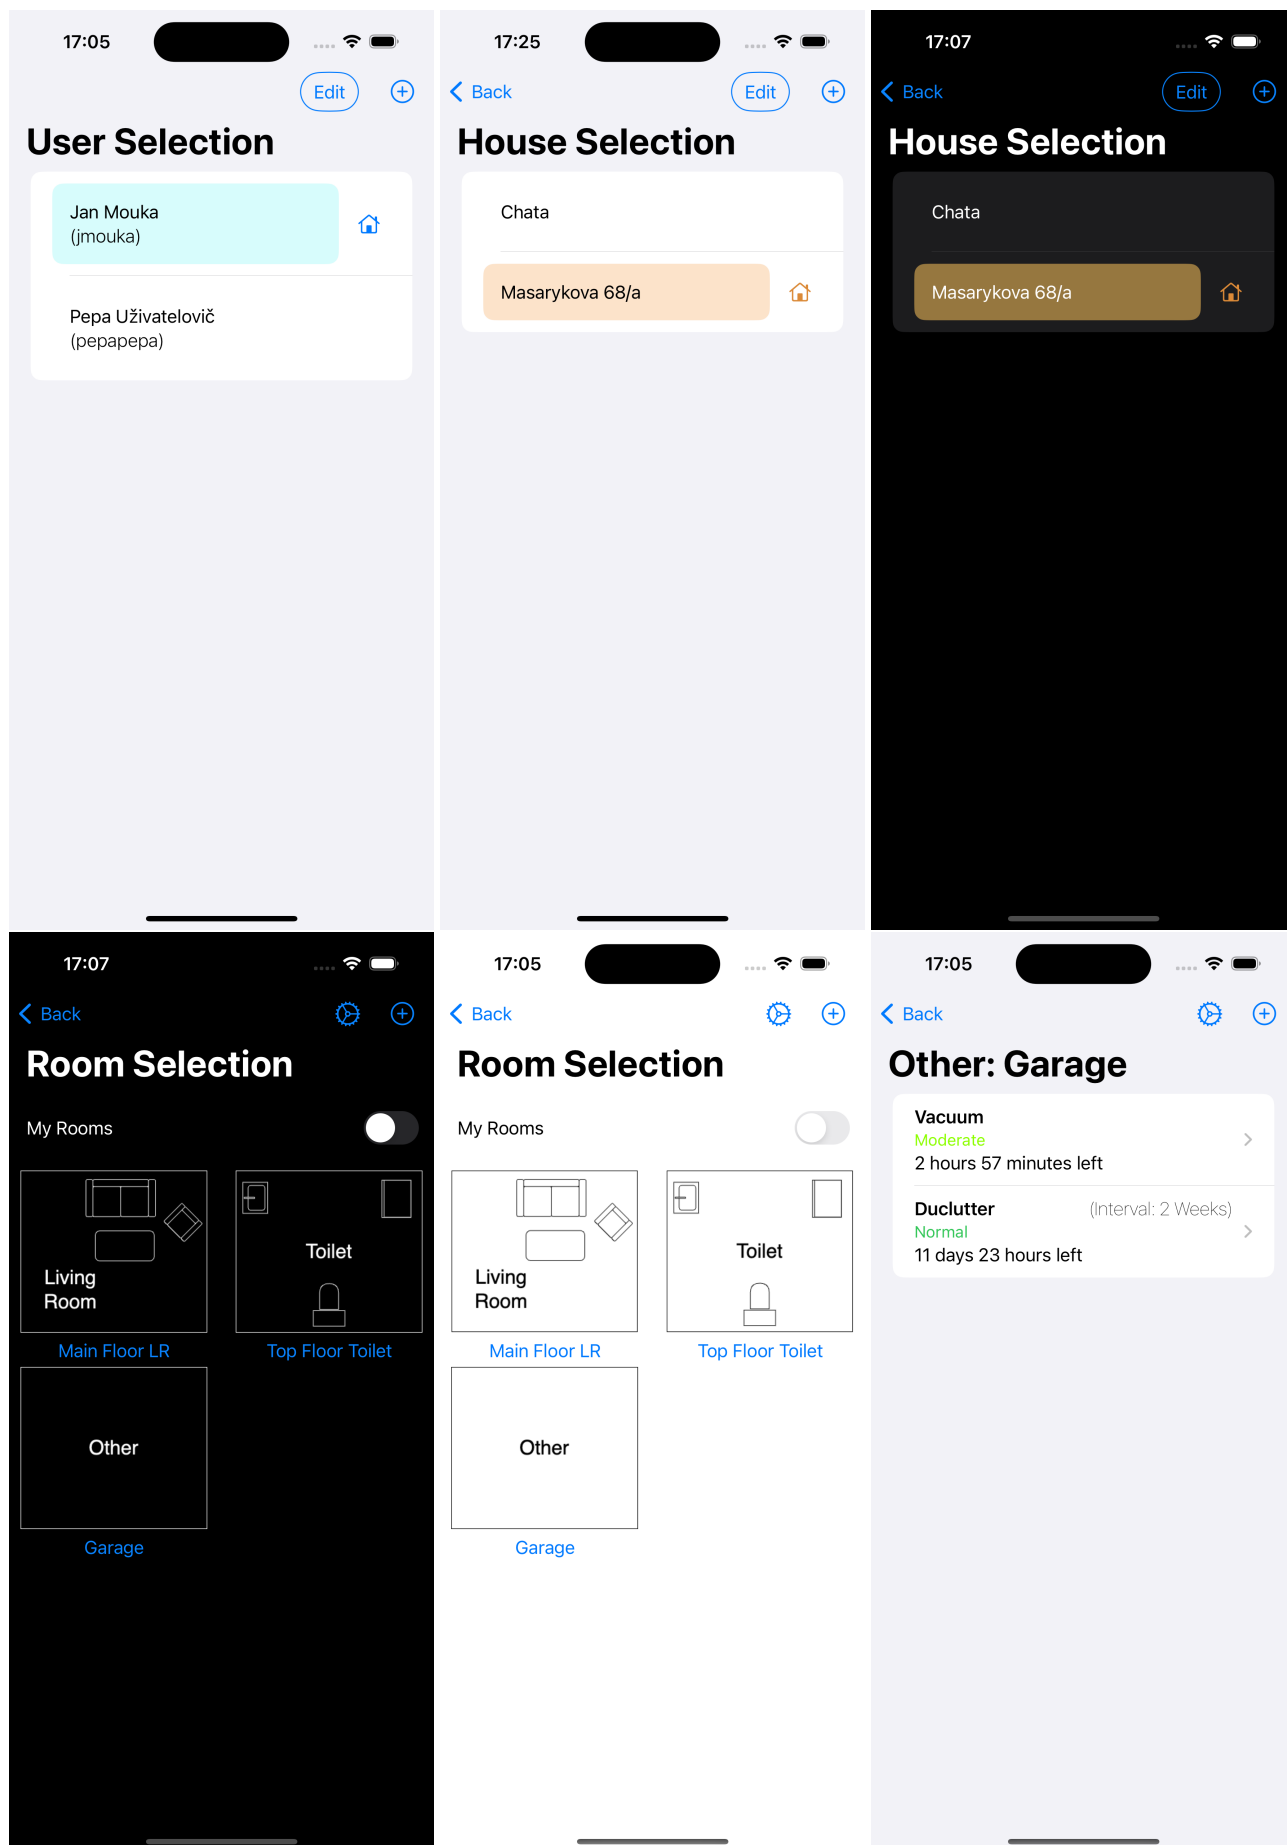 17:05
Edit
User Selection
Jan Mouka
(jmouka)
Pepa Uživatelovič
(pepapepa)
17:25
Back
Edit
House Selection
Chata
Masarykova 68/a
17:07
Back
Edit
House Selection
Chata
Masarykova 68/a
17:07
Back
Room Selection
My Rooms
Living
Room
Toilet
Main Floor LR
Top Floor Toilet
Other
Garage
17:05
Back
Room Selection
My Rooms
Living
Room
Toilet
Main Floor LR
Top Floor Toilet
Other
Garage
17:05
Back
Other: Garage
Vacuum
Moderate
2 hours 57 minutes left
Duclutter (Interval: 2 Weeks)
Normal
11 days 23 hours left